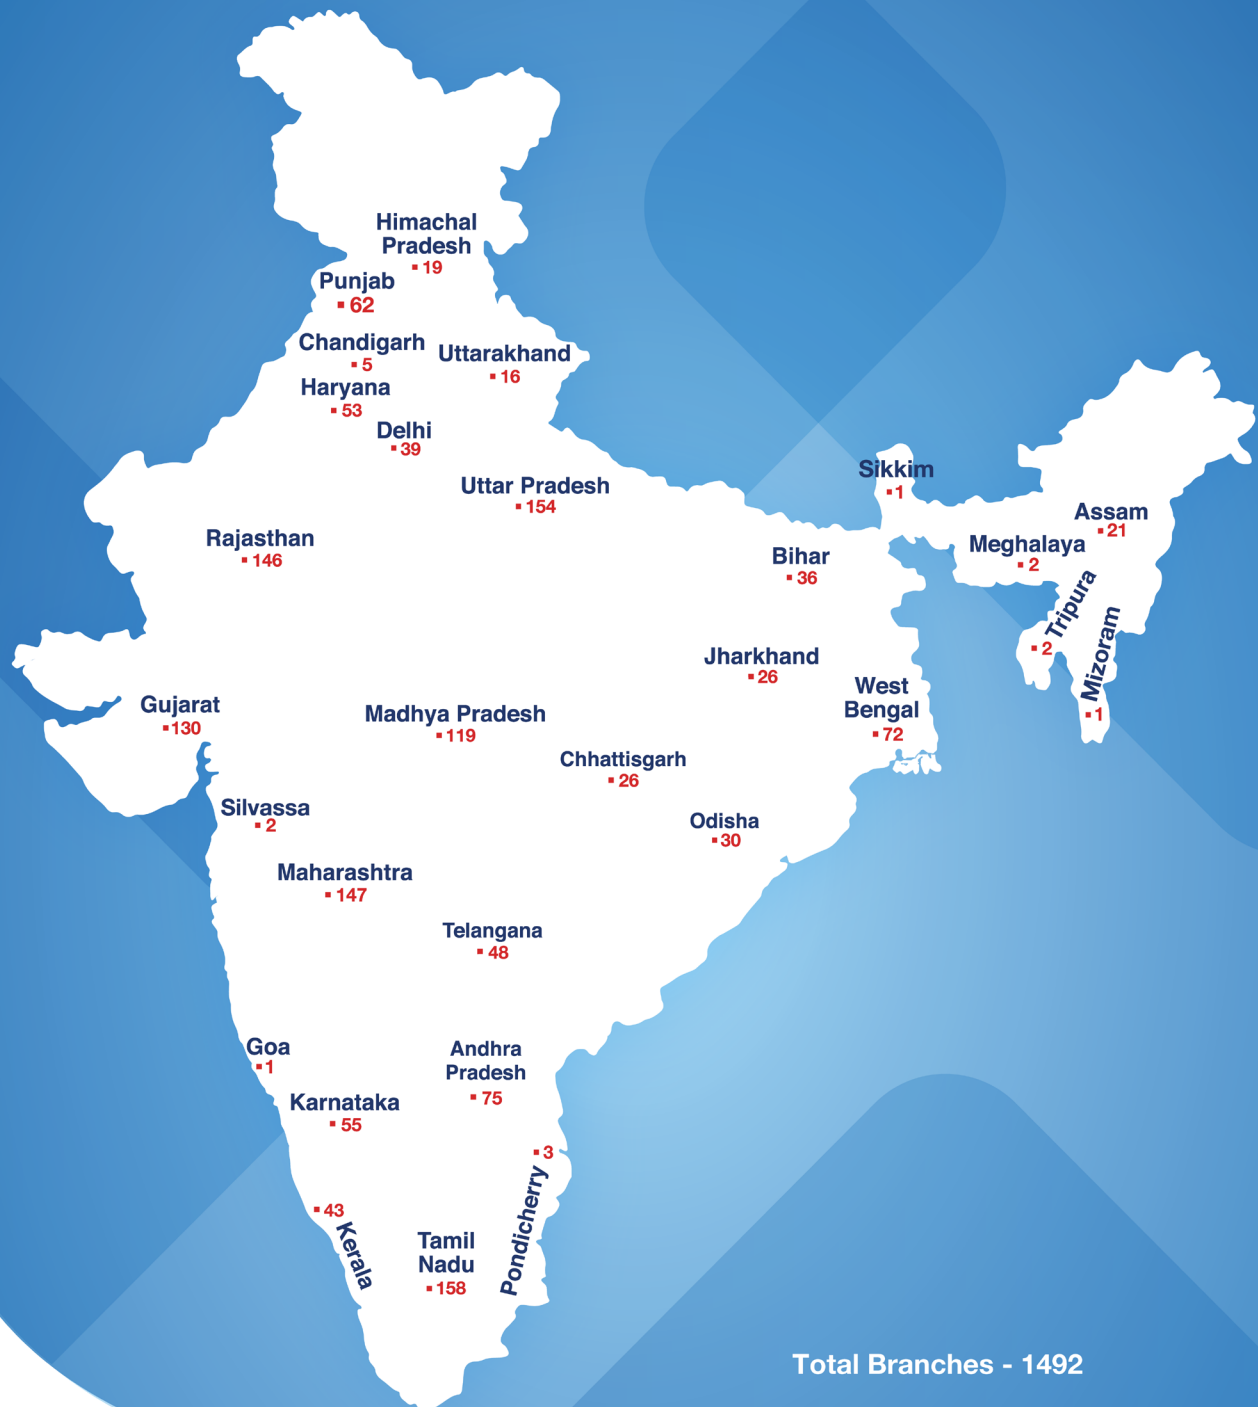 Himachal
Pradesh
19
Punjab
62
Chandigarh
5
Uttarakhand
16
Haryana
53
Delhi
39
Uttar Pradesh
154
Sikkim
1
Assam
21
Meghalaya
2
Rajasthan
146
Bihar
36
Tripura
2
Mizoram
1
Jharkhand
26
West
Bengal
72
Gujarat
130
Madhya Pradesh
119
Chhattisgarh
26
Silvassa
2
Odisha
30
Maharashtra
147
Telangana
48
Goa
1
Andhra
Pradesh
75
Karnataka
55
3
Pondicherry
43
Kerala
Tamil
Nadu
158
Total Branches - 1492